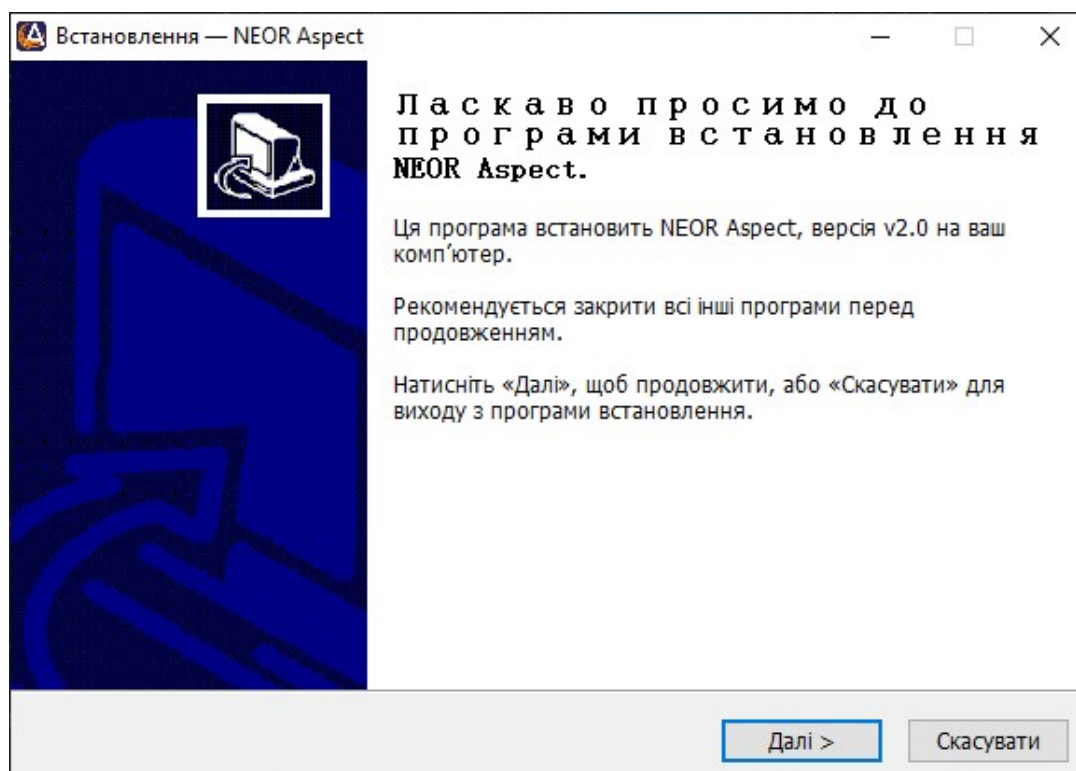 Встановлення — NEOR Aspect
Ласкаво просимо до
програми встановлення
NEOR Aspect.
Ця програма встановить NEOR Aspect, версія v2.0 на ваш
комп’ютер.
Рекомендується закрити всі інші програми перед
продовженням.
Натисніть «Далі», щоб продовжити, або «Скасувати» для
виходу з програми встановлення.
Далі >
Скасувати